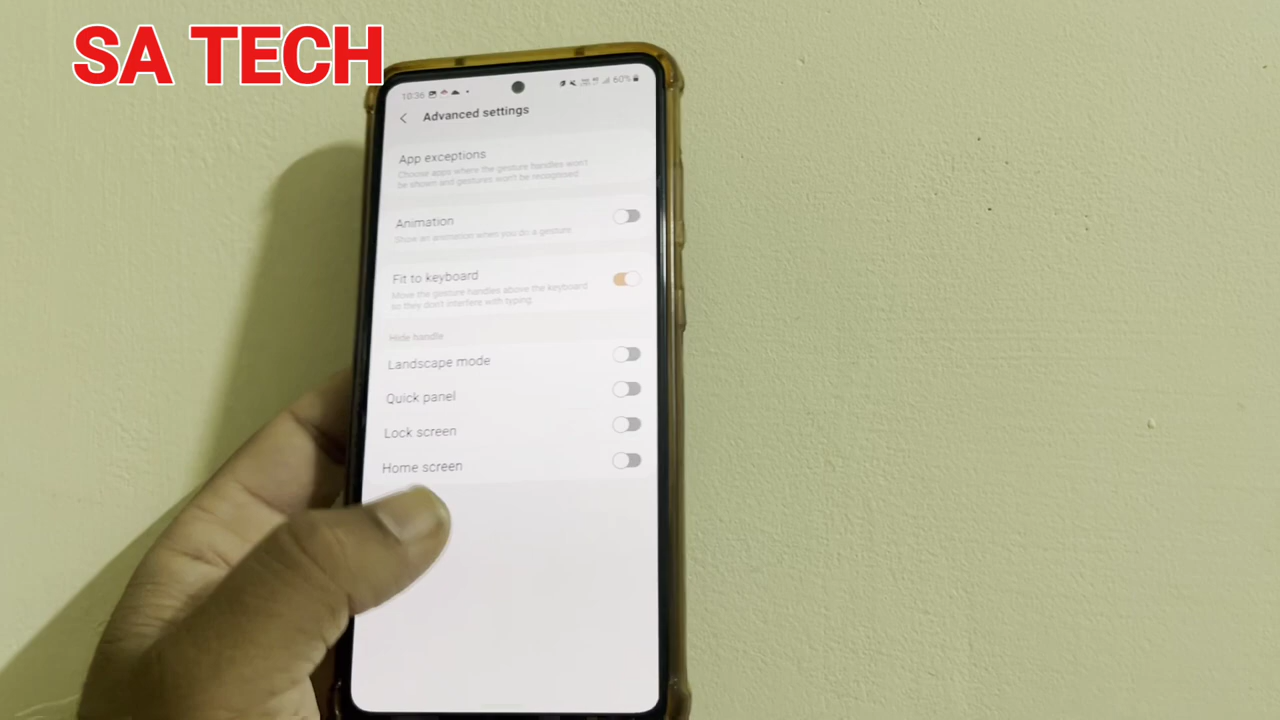 SA TECH
10:36
60%
Advanced settings
App exceptions
Choose apps where the gesture handles won't
be shown and gestures won't be recognised.
Animation
Show an animation when you do a gesture.
Fit to keyboard
Move the gesture handles above the keyboard
so they don't interfere with typing.
Hide handle
Landscape mode
Quick panel
Lock screen
Home screen